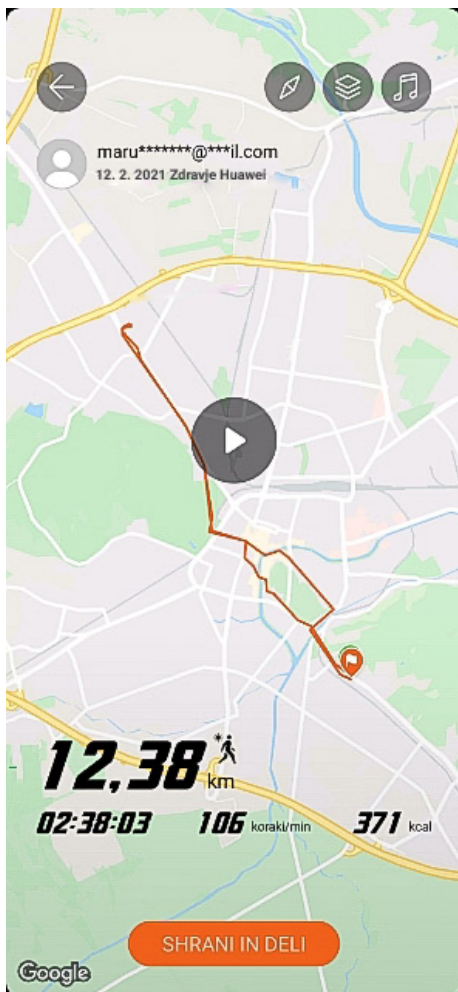 maru*******@***il.com
12. 2. 2021 Zdravje Huawei
12,38 km
02:38:03 106 koraki/min 371 kcal
SHRANI IN DELI
Google